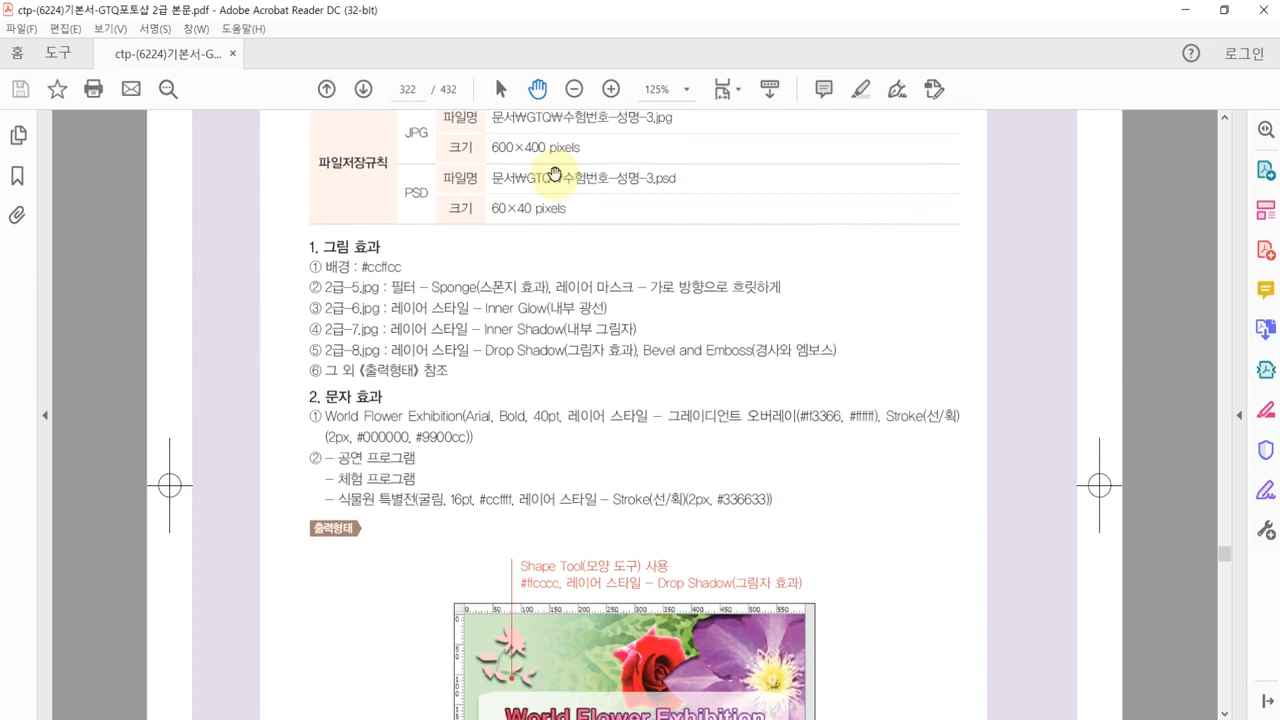 ctp-(6224)기본서-GTQ포토샵 2급 본문.pdf - Adobe Acrobat Reader DC (32-bit)
파일(F) 편집(E) 보기(V) 서명(S) 창(W) 도움말(H)
홈 도구 ctp-(6224)기본서-G... × 로그인
322 / 432 125%
파일저장규칙 JPG 파일명 문서₩GTQ₩수험번호-성명-3.jpg
크기 600×400 pixels
PSD 파일명 문서₩GTQ₩수험번호-성명-3.psd
크기 60×40 pixels
1. 그림 효과
① 배경 : #ccffcc
② 2급-5.jpg : 필터 – Sponge(스폰지 효과), 레이어 마스크 – 가로 방향으로 흐릿하게
③ 2급-6.jpg : 레이어 스타일 – Inner Glow(내부 광선)
④ 2급-7.jpg : 레이어 스타일 – Inner Shadow(내부 그림자)
⑤ 2급-8.jpg : 레이어 스타일 – Drop Shadow(그림자 효과), Bevel and Emboss(경사와 엠보스)
⑥ 그 외 《출력형태》 참조
2. 문자 효과
① World Flower Exhibition(Arial, Bold, 40pt, 레이어 스타일 – 그레이디언트 오버레이(#ff3366, #ffffff), Stroke(선/획)
(2px, #000000, #9900cc))
② – 공연 프로그램
– 체험 프로그램
– 식물원 특별전(굴림, 16pt, #ccffff, 레이어 스타일 – Stroke(선/획)(2px, #336633))
출력형태
Shape Tool(모양 도구) 사용
#ffcccc, 레이어 스타일 – Drop Shadow(그림자 효과)
0 50 100 150 200 250 300 350 400 450 500 550
World Flower Exhibition